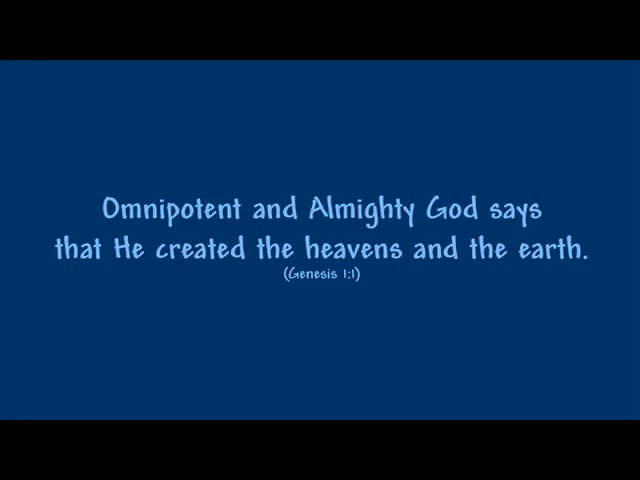 Omnipotent and Almighty God says
that He created the heavens and the earth.
(Genesis 1:1)